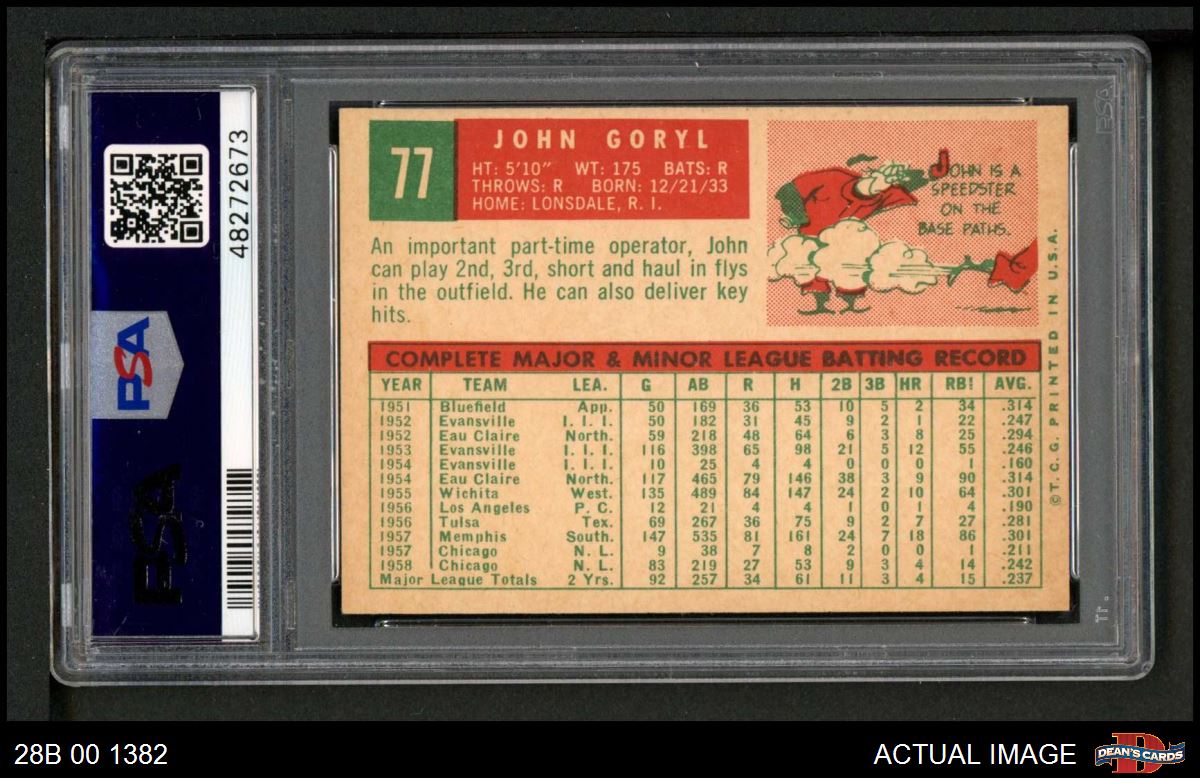 48272673
PSA
PSA
PSA
77
JOHN GORYL
HT: 5'10" WT: 175 BATS: R
THROWS: R BORN: 12/21/33
HOME: LONSDALE, R. I.
An important part-time operator, John
can play 2nd, 3rd, short and haul in flys
in the outfield. He can also deliver key
hits.
JOHN IS A
SPEEDSTER
ON THE
BASE PATHS.
COMPLETE MAJOR & MINOR LEAGUE BATTING RECORD
YEAR TEAM LEA. G AB R H 2B 3B HR RBI AVG.
1951 Bluefield App. 50 169 36 53 10 5 2 34 .314
1952 Evansville I. I. I. 50 182 31 45 9 2 1 22 .247
1952 Eau Claire North. 59 218 48 64 6 3 8 25 .294
1953 Evansville I. I. I. 116 398 65 98 21 5 12 55 .246
1954 Evansville I. I. I. 10 25 4 4 0 0 0 1 .160
1954 Eau Claire North. 117 465 79 146 38 3 9 90 .314
1955 Wichita West. 135 489 84 147 24 2 10 64 .301
1956 Los Angeles P. C. 12 21 4 4 1 0 1 4 .190
1956 Tulsa Tex. 69 267 36 75 9 2 7 27 .281
1957 Memphis South. 147 535 81 161 24 7 18 86 .301
1957 Chicago N. L. 9 38 7 8 2 0 0 1 .211
1958 Chicago N. L. 83 219 27 53 9 3 4 14 .242
Major League Totals 2 Yrs. 92 257 34 61 11 3 4 15 .237
©T. C. G. PRINTED IN U.S.A.
28B 00 1382
ACTUAL IMAGE
DEAN'S CARDS